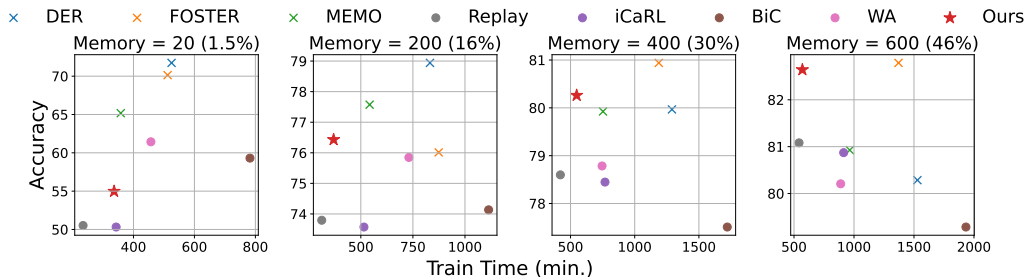 DER FOSTER MEMO Replay iCaRL BiC WA Ours
Memory = 20 (1.5%) Memory = 200 (16%) Memory = 400 (30%) Memory = 600 (46%)
Accuracy
70
65
60
55
50
400 600 800
79
78
77
76
75
74
500 750 1000
81
80
79
78
500 1000 1500
82
81
80
500 1000 1500 2000
Train Time (min.)